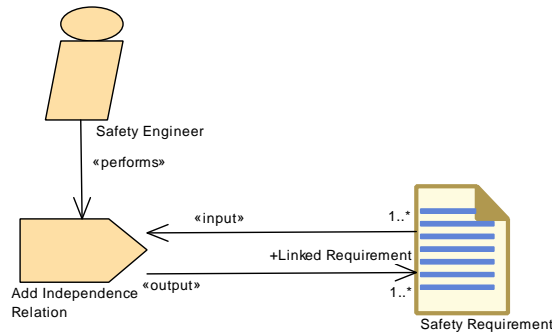 Safety Engineer
«performs»
«input»
1..*
+Linked Requirement
«output»
1..*
Add Independence
Relation
Safety Requirement